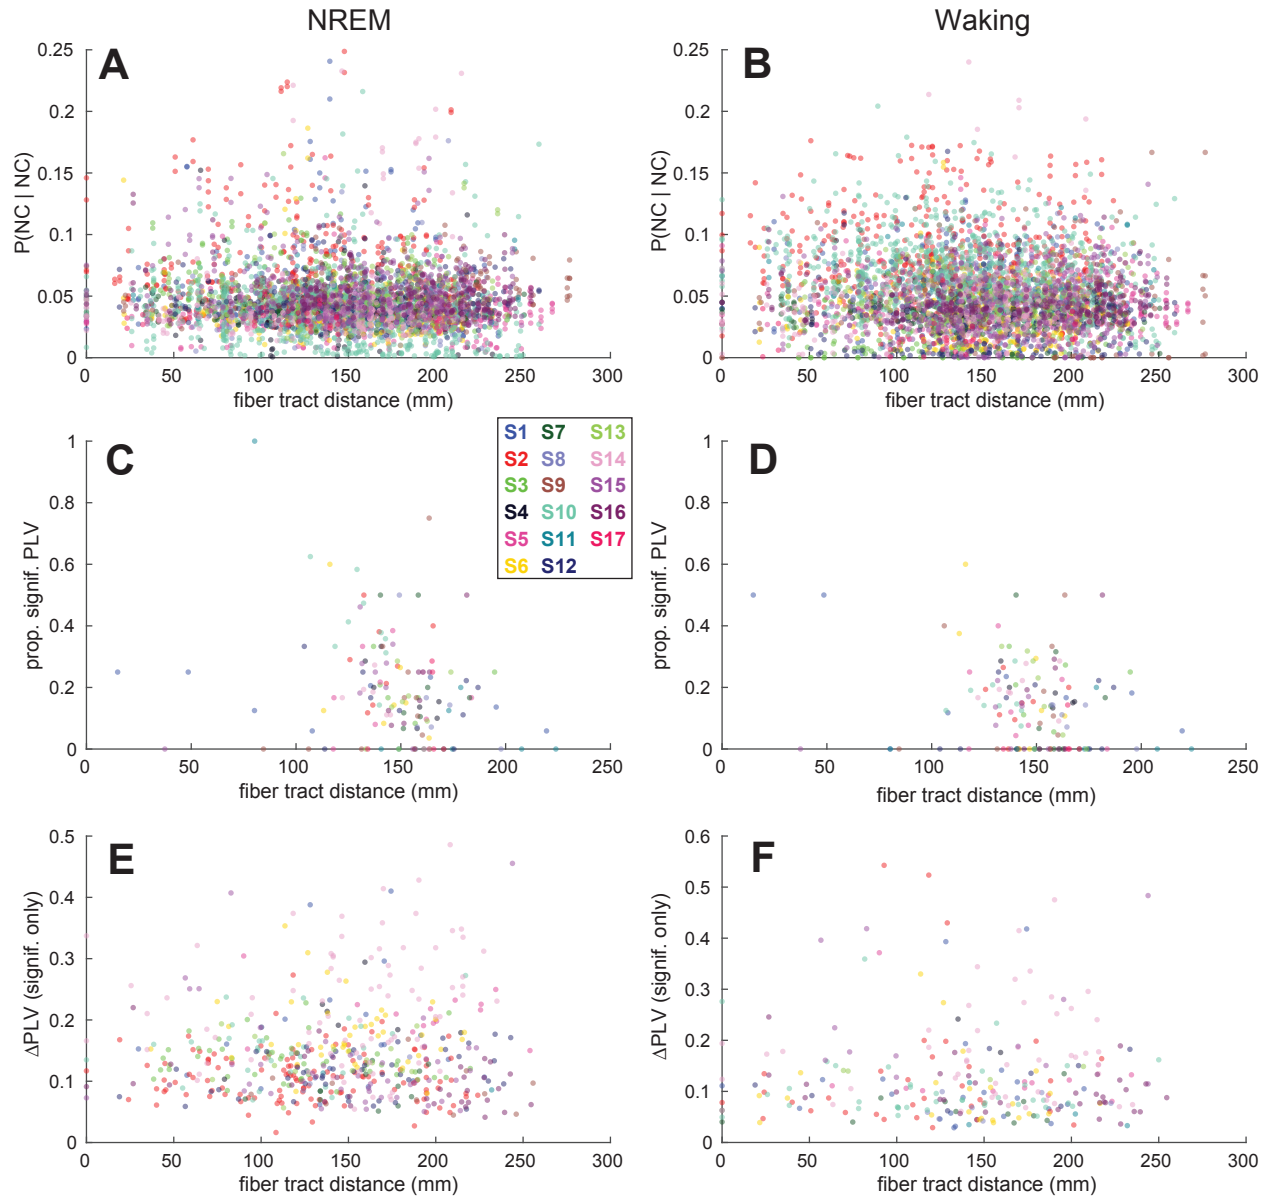 NREM
Waking
A
0.25
0.2
0.15
0.1
0.05
0
P(NC | NC)
0 50 100 150 200 250 300
fiber tract distance (mm)
B
0.25
0.2
0.15
0.1
0.05
0
P(NC | NC)
0 50 100 150 200 250 300
fiber tract distance (mm)
C
1
0.8
0.6
0.4
0.2
0
prop. signif. PLV
0 50 100 150 200 250
fiber tract distance (mm)
S1 S7 S13
S2 S8 S14
S3 S9 S15
S4 S10 S16
S5 S11 S17
S6 S12
D
1
0.8
0.6
0.4
0.2
0
prop. signif. PLV
0 50 100 150 200 250
fiber tract distance (mm)
E
0.5
0.4
0.3
0.2
0.1
0
ΔPLV (signif. only)
0 50 100 150 200 250 300
fiber tract distance (mm)
F
0.6
0.5
0.4
0.3
0.2
0.1
0
ΔPLV (signif. only)
0 50 100 150 200 250 300
fiber tract distance (mm)